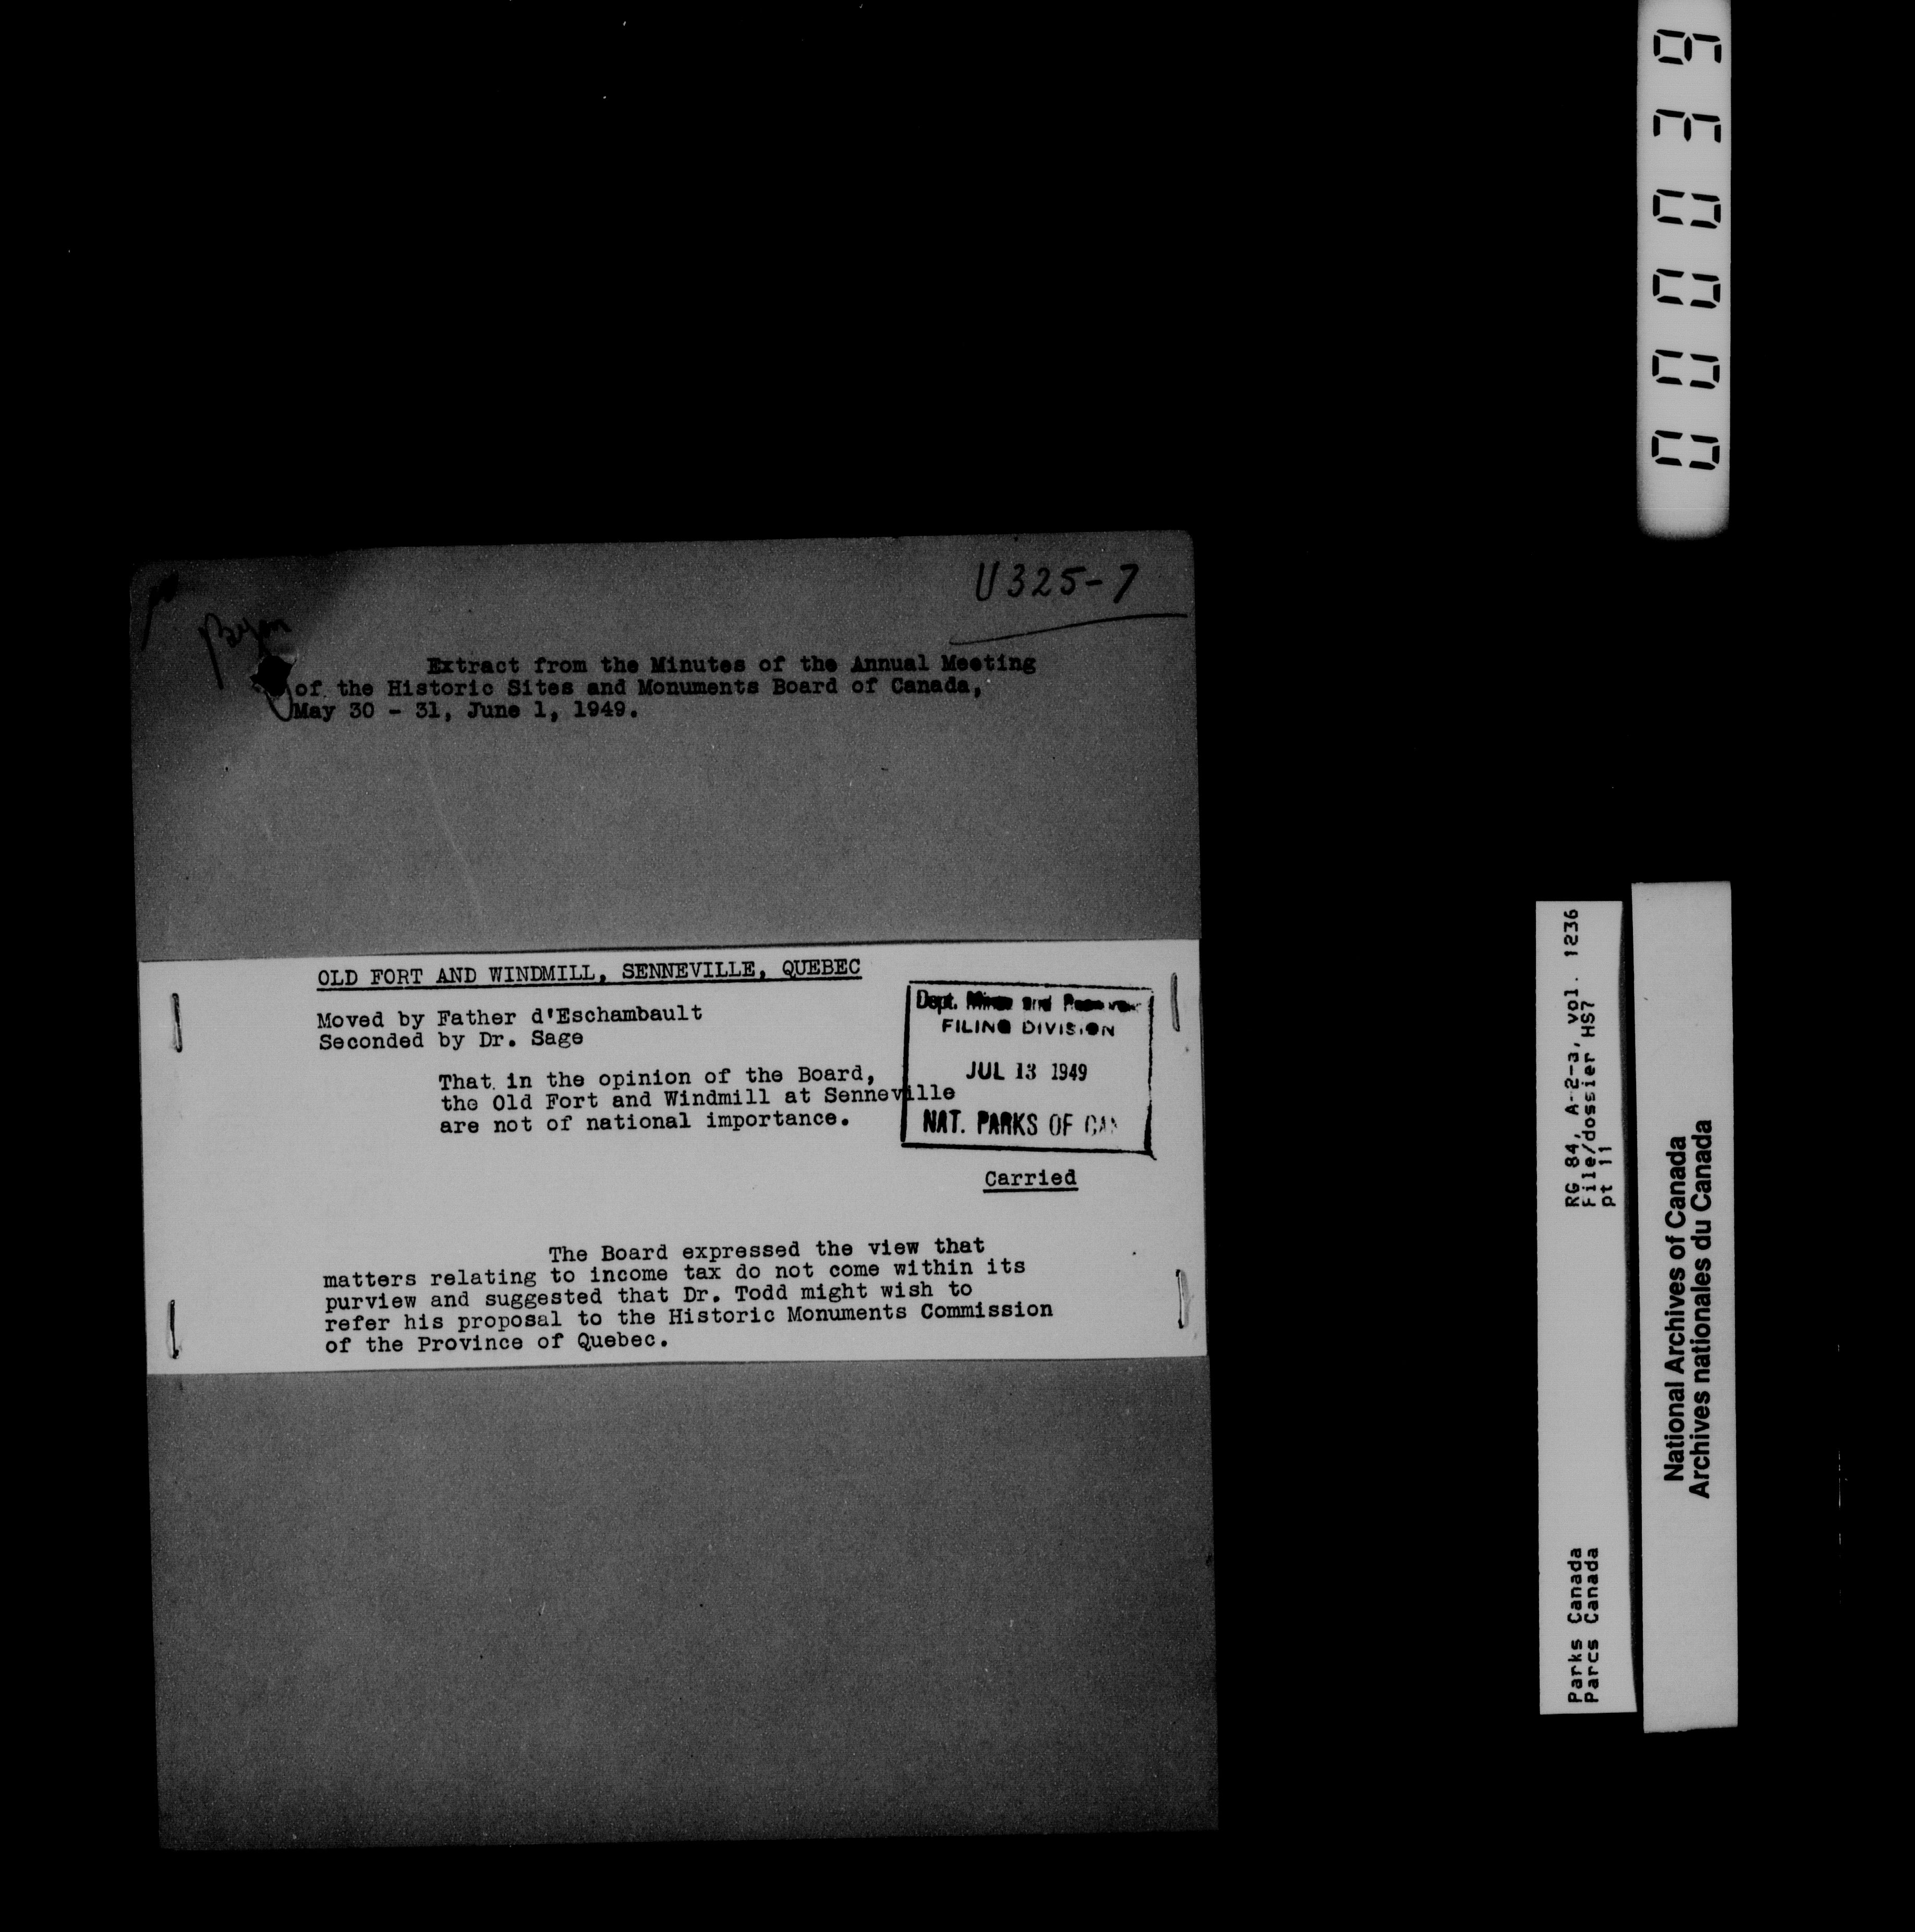 U325-7
Extract from the Minutes of the Annual Meeting
of the Historic Sites and Monuments Board of Canada,
May 30 - 31, June 1, 1949.
OLD FORT AND WINDMILL, SENNEVILLE, QUEBEC
Moved by Father d'Eschambault
Seconded by Dr. Sage
That in the opinion of the Board,
the Old Fort and Windmill at Senneville
are not of national importance.
Dept. Mines and
FILING DIVISION
JUL 13 1949
NAT. PARKS OF CAN
Carried
The Board expressed the view that
matters relating to income tax do not come within its
purview and suggested that Dr. Todd might wish to
refer his proposal to the Historic Monuments Commission
of the Province of Quebec.
000039
RG 84, A-2-3, vol. 1236
File/dossier HS7
pt 11
Parks Canada
Parcs Canada
National Archives of Canada
Archives nationales du Canada